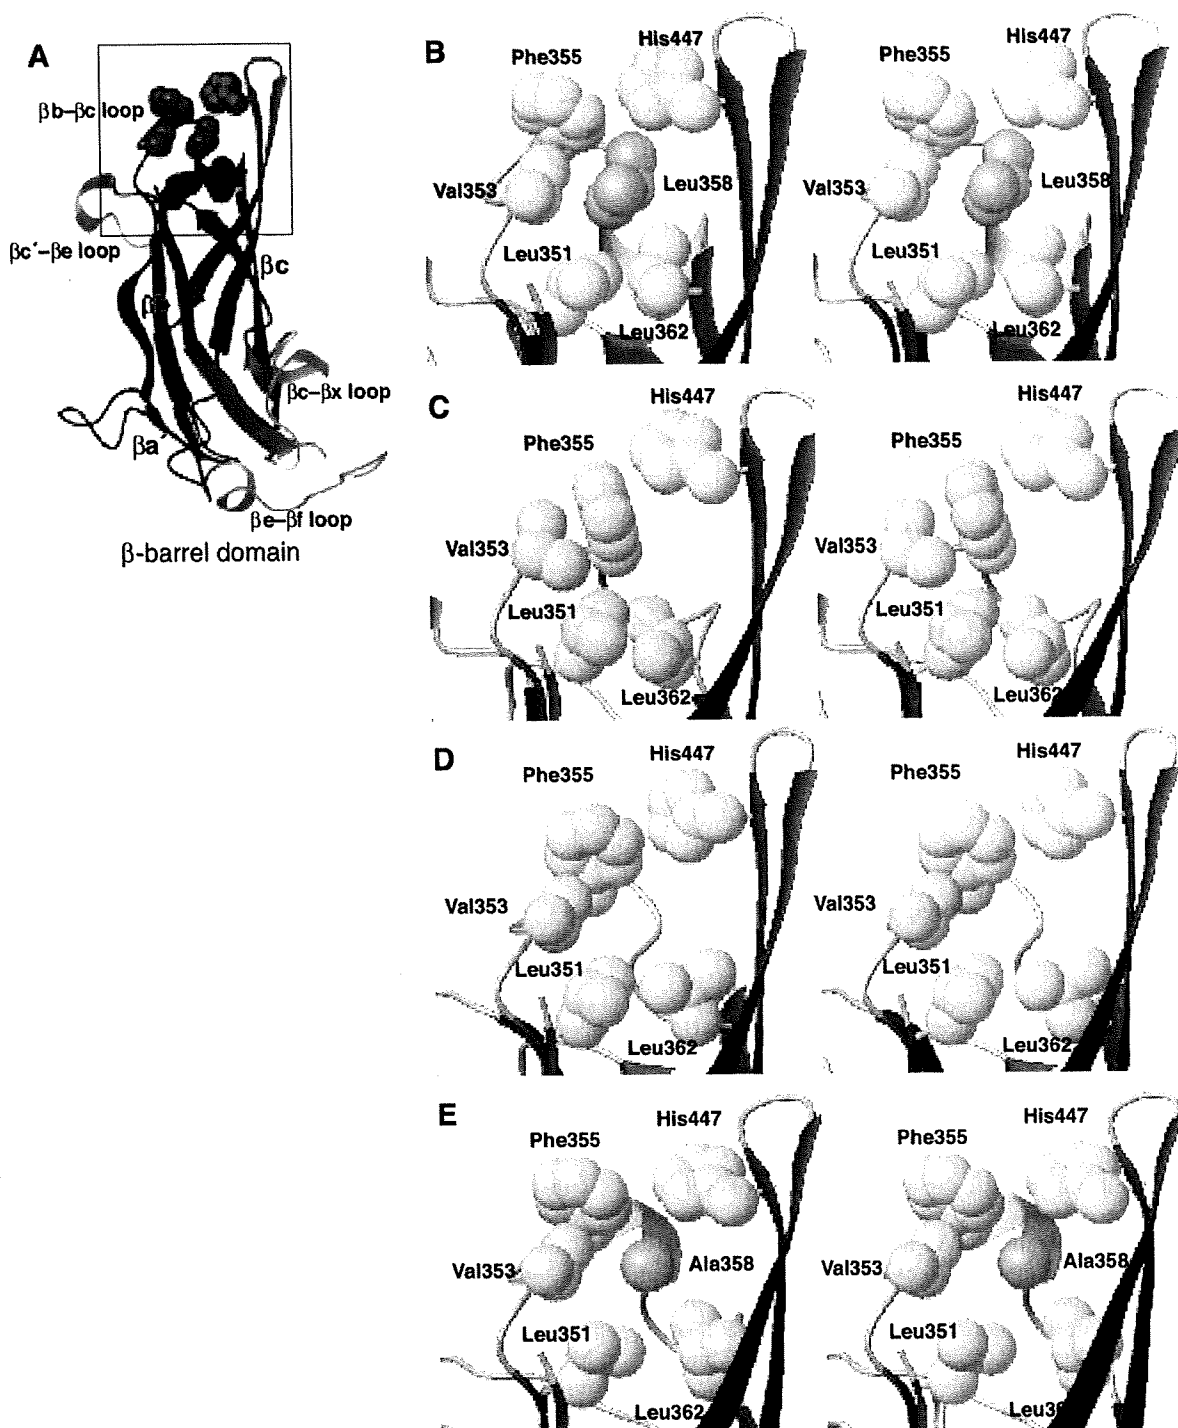 A
βb–βc loop
βc´–βe loop
βc
βc–βx loop
βa´
βe–βf loop
β-barrel domain
B
Phe355
His447
Val353
Leu358
Leu351
Leu362
Phe355
His447
Val353
Leu358
Leu351
Leu362
C
His447
Phe355
Val353
Leu351
Leu362
His447
Phe355
Val353
Leu351
Leu362
D
Phe355
His447
Val353
Leu351
Leu362
Phe355
His447
Val353
Leu351
Leu362
E
His447
Phe355
Val353
Ala358
Leu351
Leu362
His447
Phe355
Val353
Ala358
Leu351